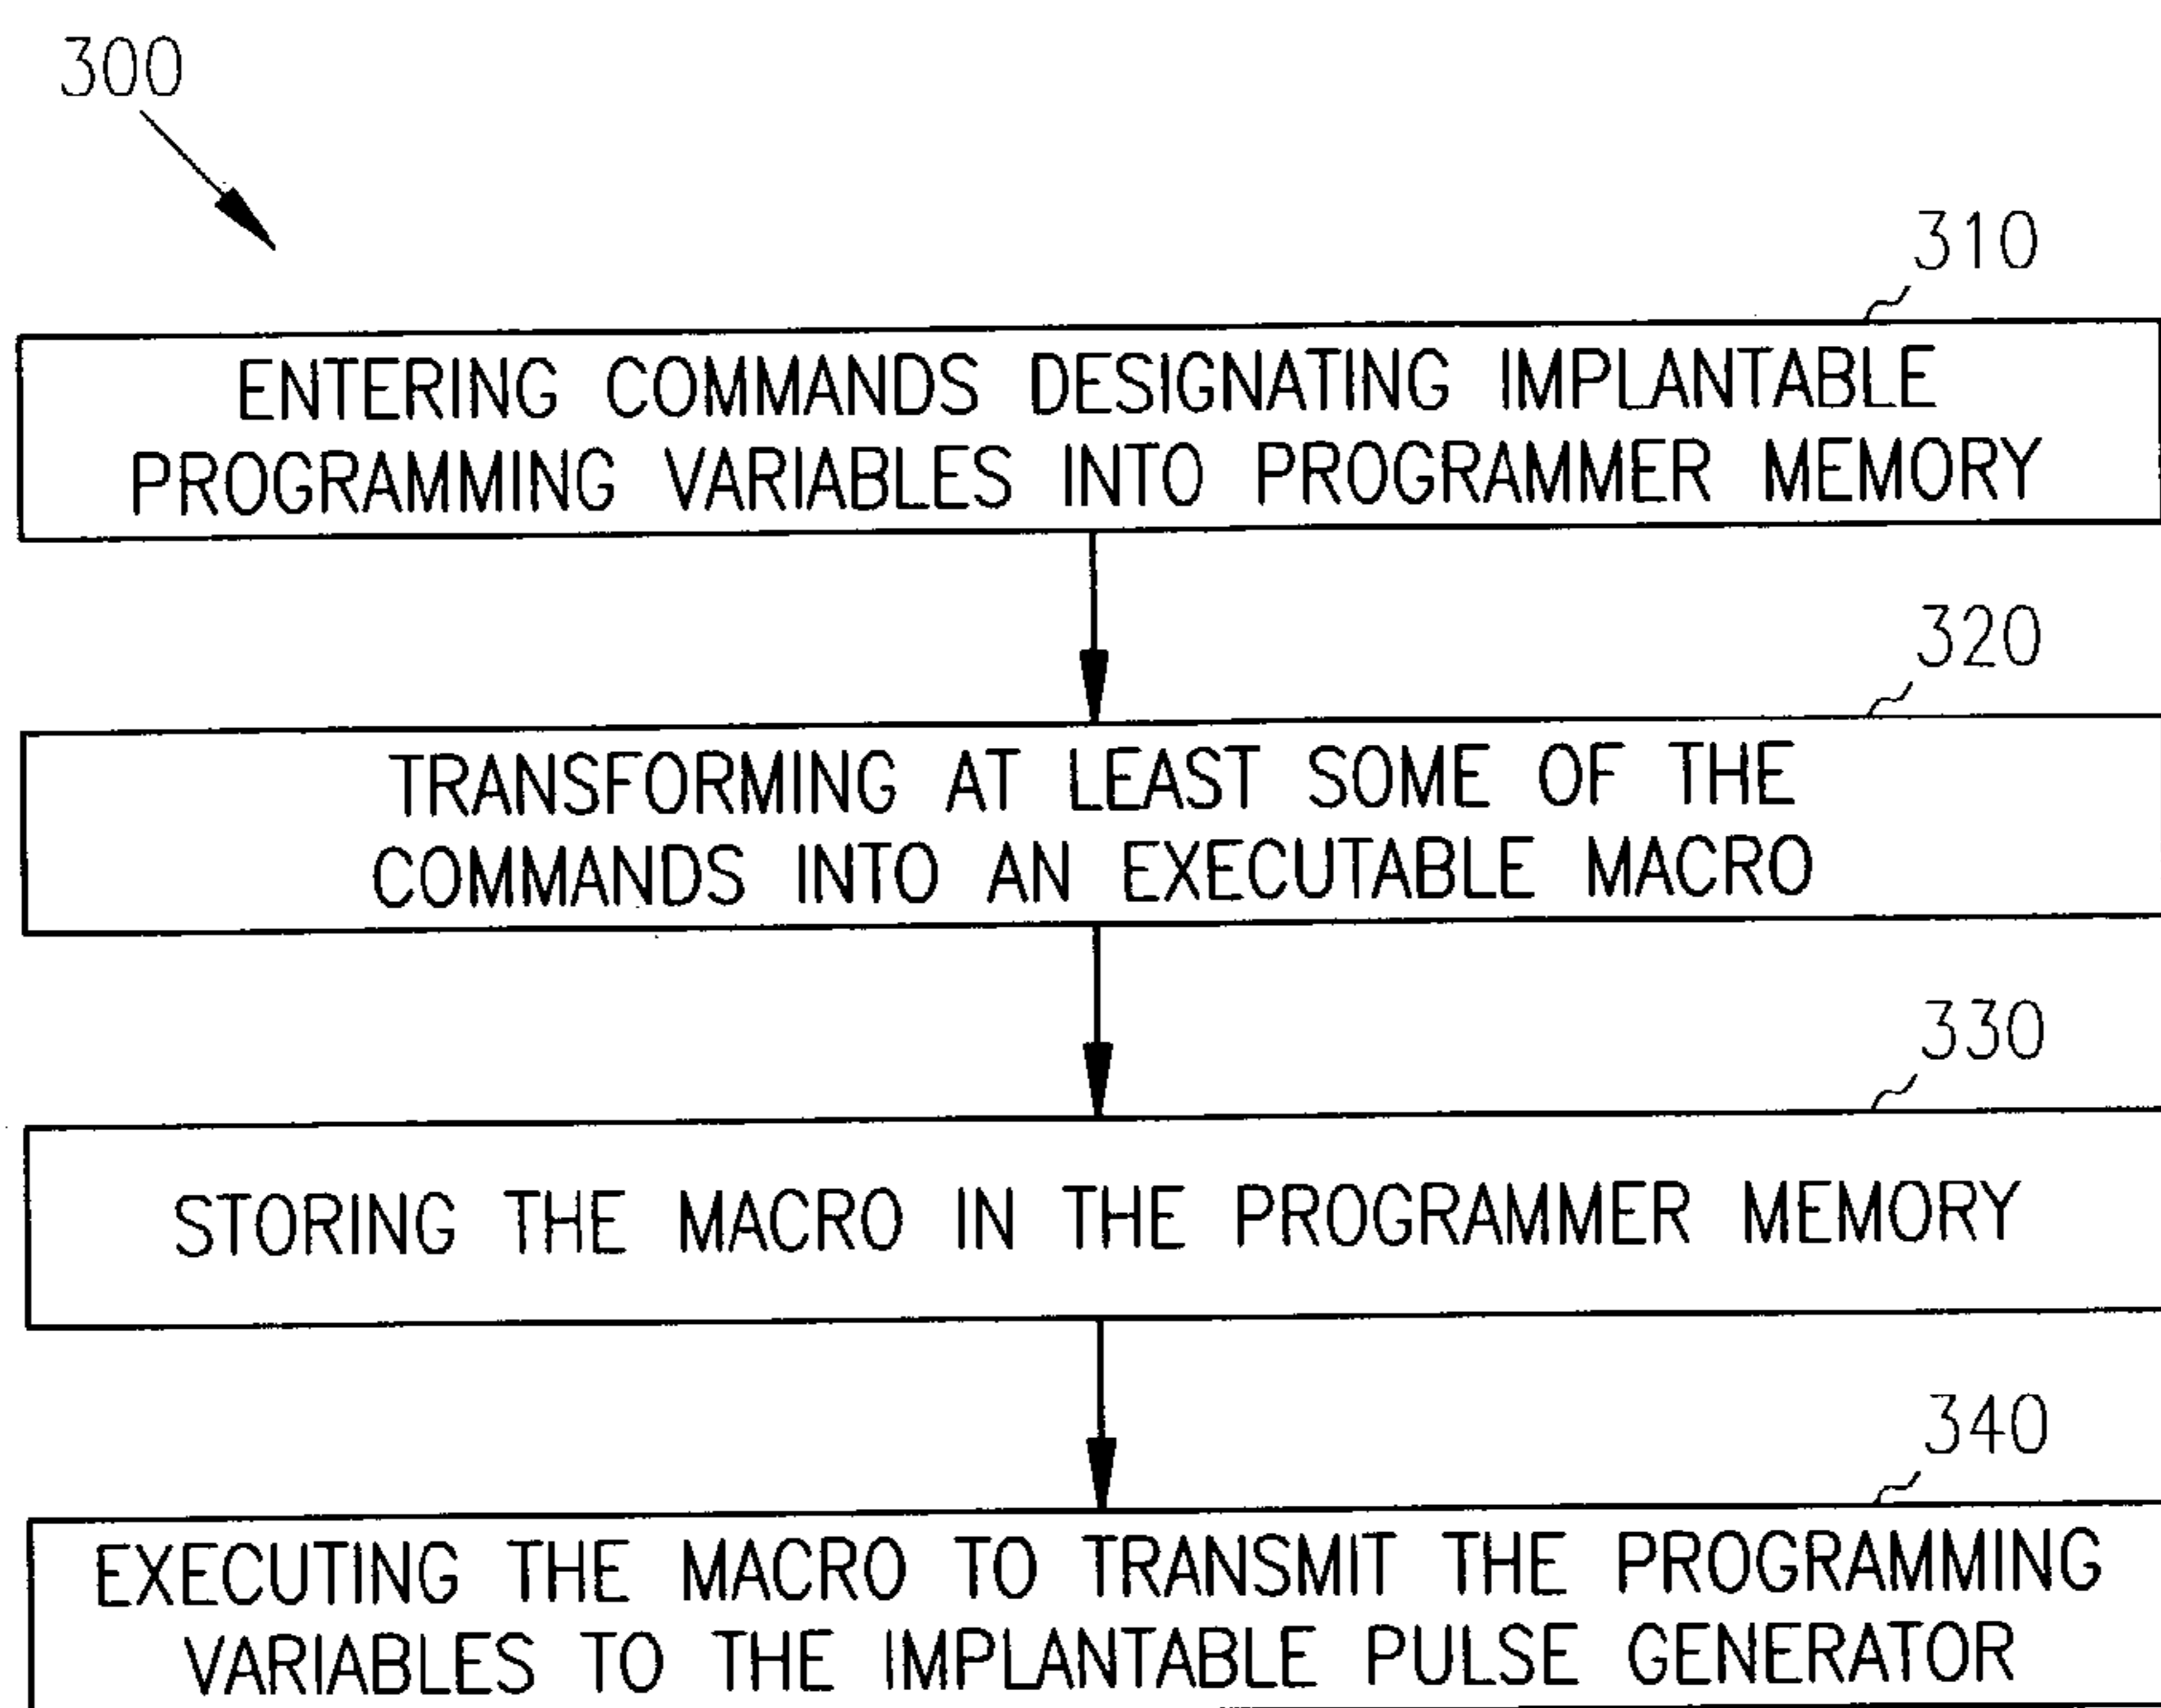 300
310
ENTERING COMMANDS DESIGNATING IMPLANTABLE
PROGRAMMING VARIABLES INTO PROGRAMMER MEMORY
320
TRANSFORMING AT LEAST SOME OF THE
COMMANDS INTO AN EXECUTABLE MACRO
330
STORING THE MACRO IN THE PROGRAMMER MEMORY
340
EXECUTING THE MACRO TO TRANSMIT THE PROGRAMMING
VARIABLES TO THE IMPLANTABLE PULSE GENERATOR